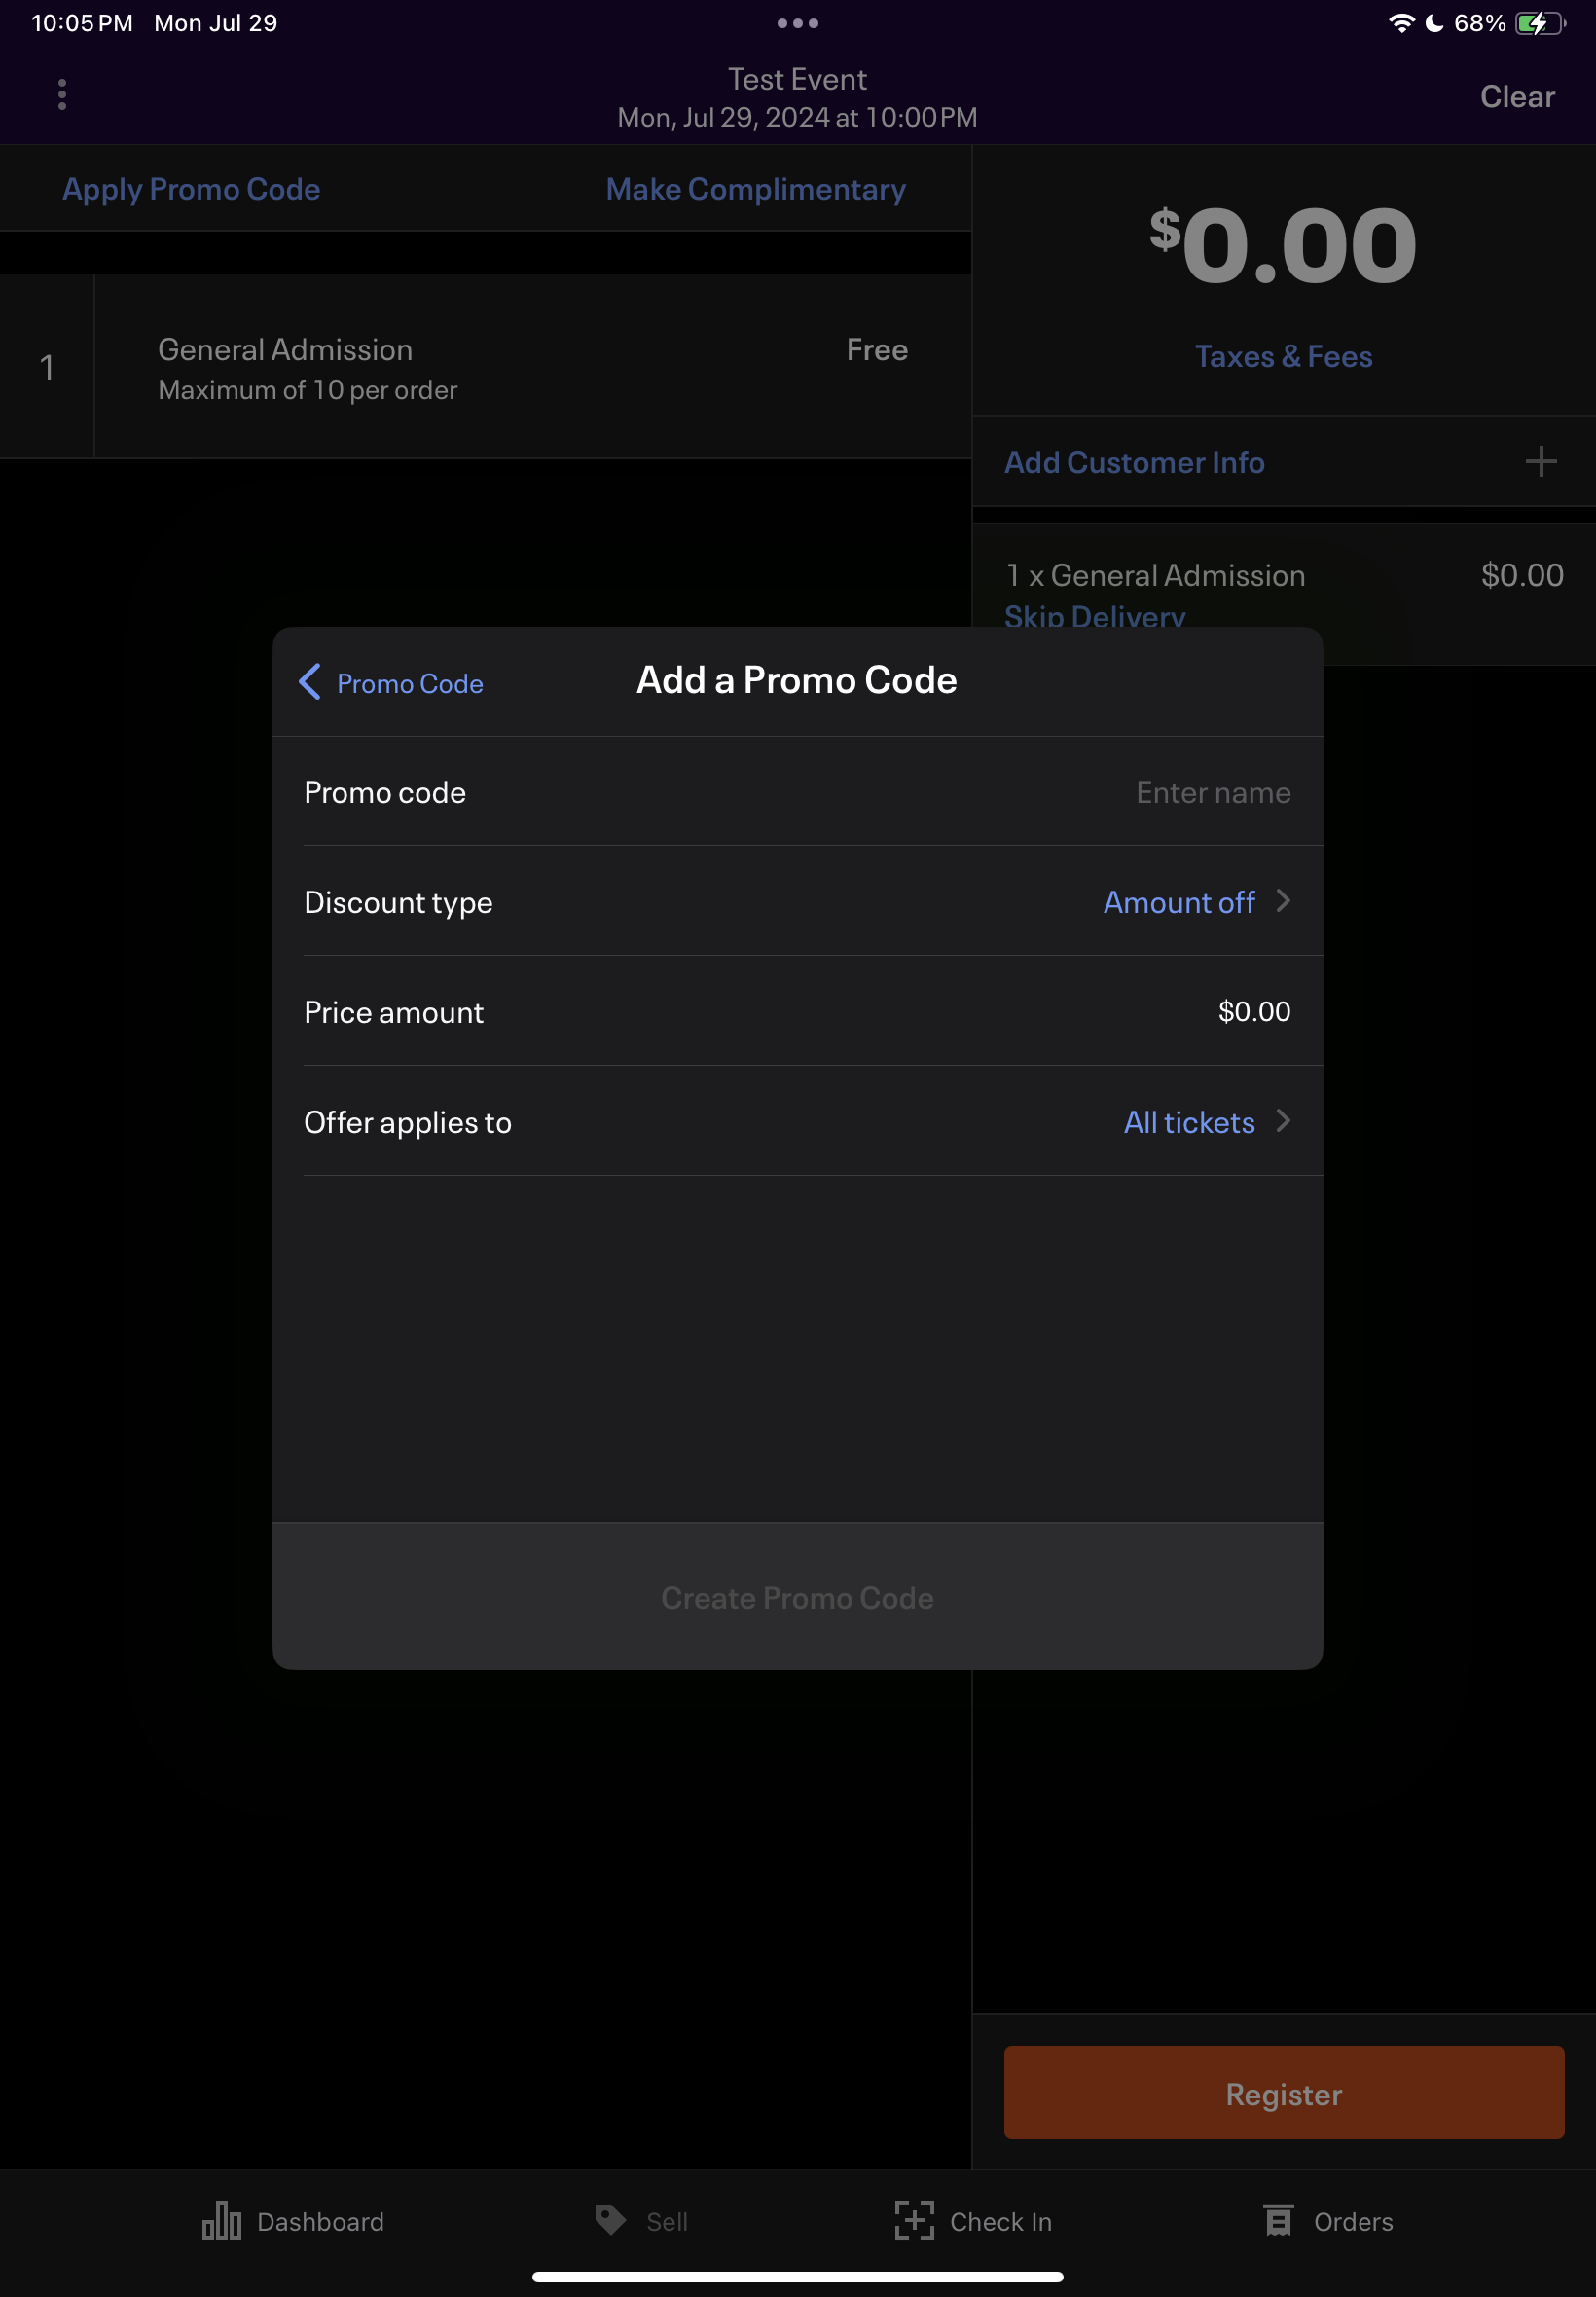 10:05 PM Mon Jul 29
68%
Test Event
Mon, Jul 29, 2024 at 10:00 PM
Clear
Apply Promo Code
Make Complimentary
$0.00
Taxes & Fees
1
General Admission
Free
Maximum of 10 per order
Add Customer Info
1 x General Admission
$0.00
Skip Delivery
Promo Code
Add a Promo Code
Promo code
Enter name
Discount type
Amount off
Price amount
$0.00
Offer applies to
All tickets
Create Promo Code
Register
Dashboard
Sell
Check In
Orders